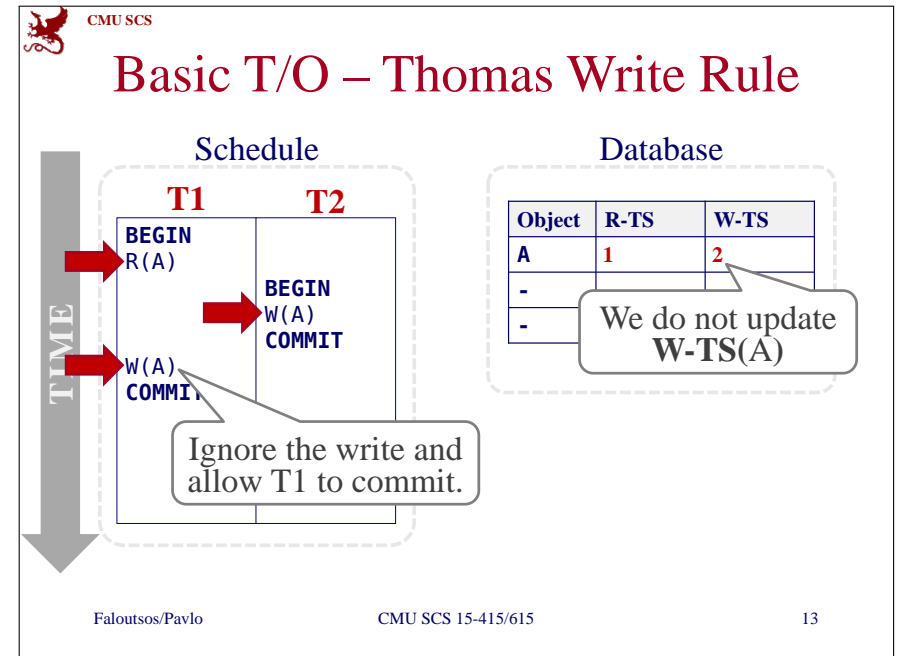 CMU SCS
Basic T/O – Thomas Write Rule
Schedule
T1 T2
BEGIN
R(A)
BEGIN
W(A)
COMMIT
W(A)
COMMIT
Ignore the write and
allow T1 to commit.
TIME
Database
Object R-TS W-TS
A 1 2
-
-
We do not update
W-TS(A)
Faloutsos/Pavlo CMU SCS 15-415/615 13